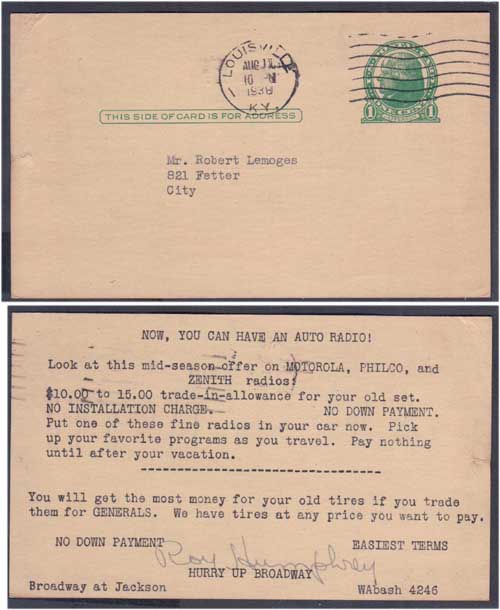 LOUISVILLE
AUG
10
1938
KY.
THIS SIDE OF CARD IS FOR ADDRESS
1 1
Mr. Robert Lemoges
821 Fetter
City
NOW, YOU CAN HAVE AN AUTO RADIO!
Look at this mid-season offer on MOTOROLA, PHILCO, and
ZENITH radios:
$10.00 to 15.00 trade-in-allowance for your old set.
NO INSTALLATION CHARGE. NO DOWN PAYMENT.
Put one of these fine radios in your car now. Pick
up your favorite programs as you travel. Pay nothing
until after your vacation.
You will get the most money for your old tires if you trade
them for GENERALS. We have tires at any price you want to pay.
NO DOWN PAYMENT EASIEST TERMS
Roy Humphrey
HURRY UP BROADWAY
Broadway at Jackson Wabash 4246